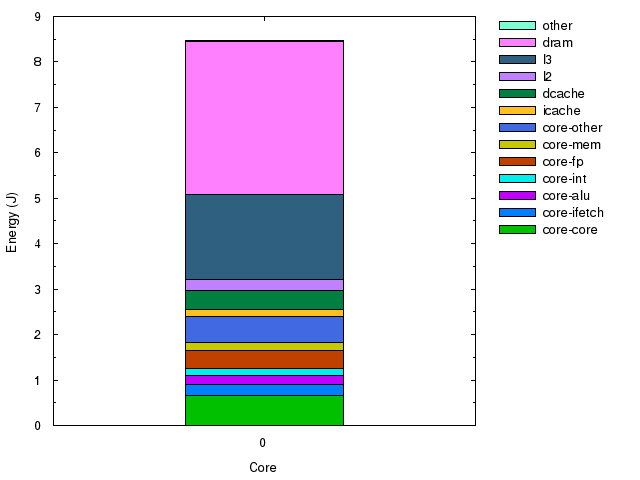 9
8
7
6
5
4
3
2
1
0
Energy (J)
0
Core
other
dram
l3
l2
dcache
icache
core-other
core-mem
core-fp
core-int
core-alu
core-ifetch
core-core